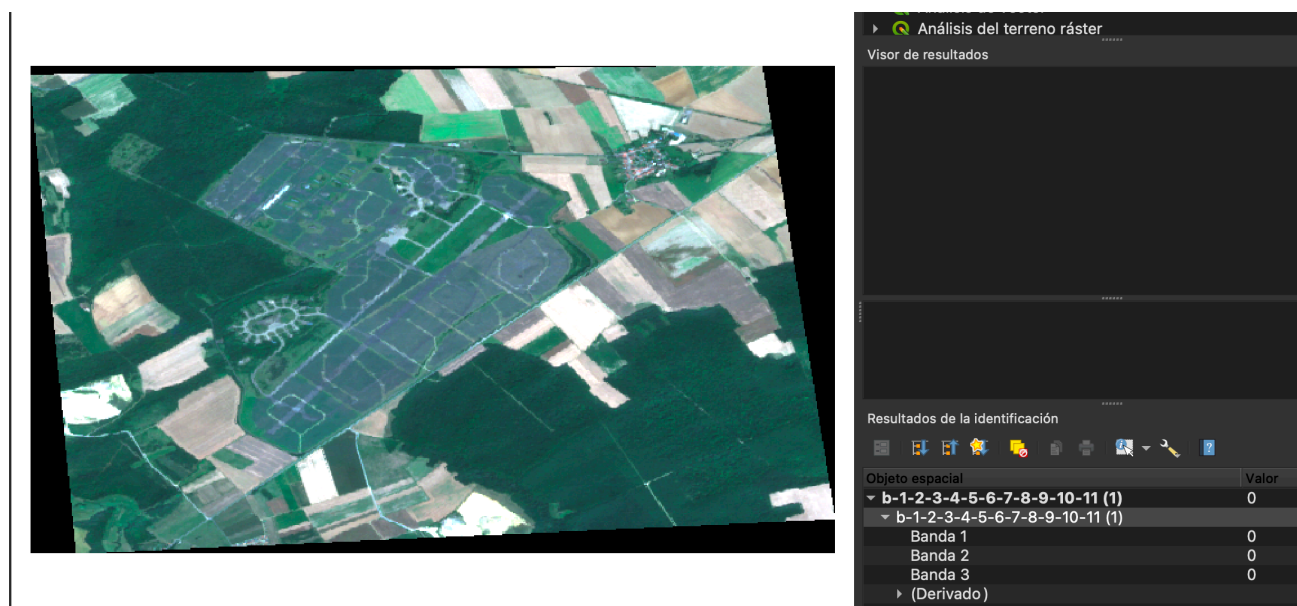 Análisis del terreno ráster
Visor de resultados
Resultados de la identificación
Objeto espacial Valor
b-1-2-3-4-5-6-7-8-9-10-11 (1) 0
b-1-2-3-4-5-6-7-8-9-10-11 (1)
Banda 1 0
Banda 2 0
Banda 3 0
(Derivado)